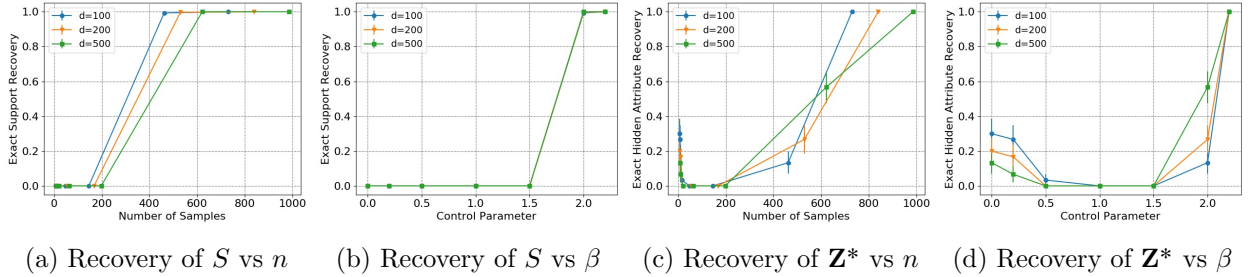 d=100
d=200
d=500
Exact Support Recovery
1.0
0.8
0.6
0.4
0.2
0.0
0 200 400 600 800 1000
Number of Samples
(a) Recovery of S vs n
d=100
d=200
d=500
Exact Support Recovery
1.0
0.8
0.6
0.4
0.2
0.0
0.0 0.5 1.0 1.5 2.0
Control Parameter
(b) Recovery of S vs β
d=100
d=200
d=500
Exact Hidden Attribute Recovery
1.0
0.8
0.6
0.4
0.2
0.0
0 200 400 600 800 1000
Number of Samples
(c) Recovery of Z* vs n
d=100
d=200
d=500
Exact Hidden Attribute Recovery
1.0
0.8
0.6
0.4
0.2
0.0
0.0 0.5 1.0 1.5 2.0
Control Parameter
(d) Recovery of Z* vs β